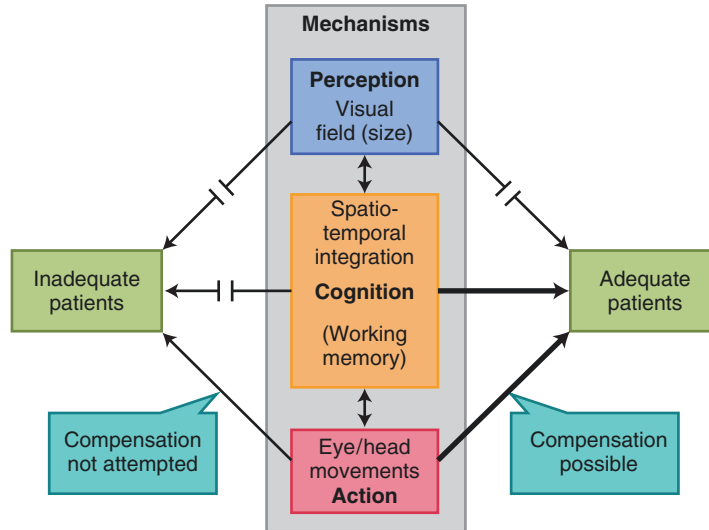 Mechanisms
Perception
Visual
field (size)
Spatio-
temporal
integration
Cognition
(Working
memory)
Inadequate
patients
Adequate
patients
Compensation
not attempted
Eye/head
movements
Action
Compensation
possible